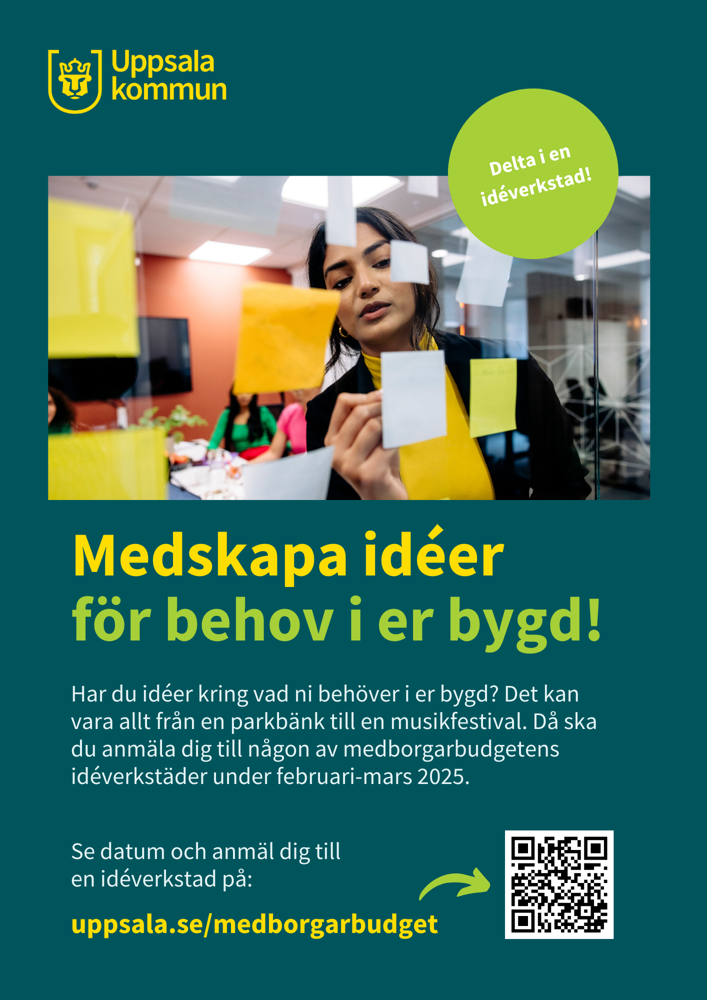 Uppsala
kommun
Delta i en
idéverkstad!
Medskapa idéer
för behov i er bygd!
Har du idéer kring vad ni behöver i er bygd? Det kan
vara allt från en parkbänk till en musikfestival. Då ska
du anmäla dig till någon av medborgarbudgetens
idéverkstäder under februari-mars 2025.
Se datum och anmäl dig till
en idéverkstad på:
uppsala.se/medborgarbudget